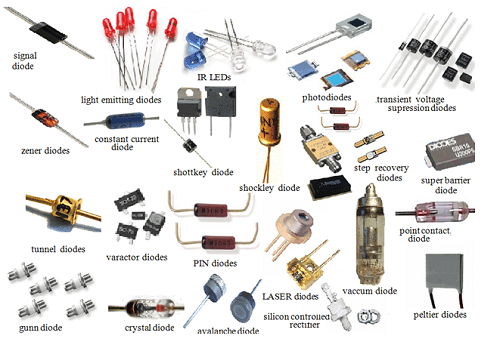 signal
diode
light emitting diodes
IR LEDs
photodiodes
transient voltage
supression diodes
zener diodes
constant current
diode
shottkey diode
shockley diode
step recovery
diodes
DIODES
super barrier
diode
tunnel diodes
varactor diodes
PIN diodes
LASER diodes
vaccum diode
point contact
diode
gunn diode
crystal diode
avalanche diode
silicon controlled
rectiner
peltier diodes